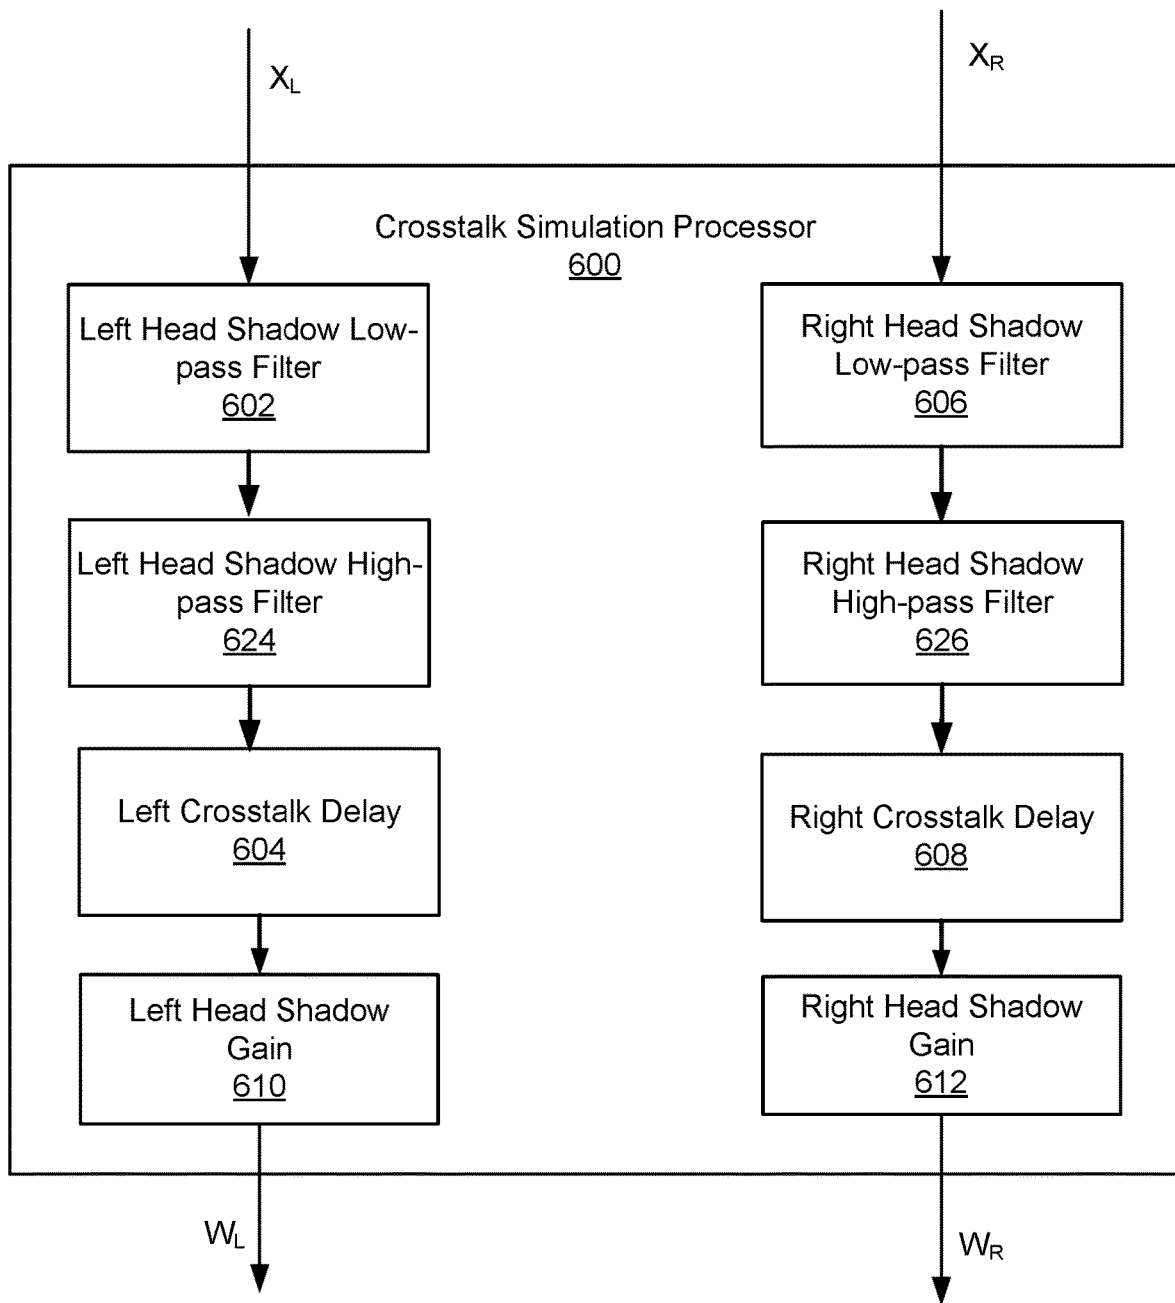 X_L
X_R
Crosstalk Simulation Processor
600
Left Head Shadow Low-
pass Filter
602
Right Head Shadow
Low-pass Filter
606
Left Head Shadow High-
pass Filter
624
Right Head Shadow
High-pass Filter
626
Left Crosstalk Delay
604
Right Crosstalk Delay
608
Left Head Shadow
Gain
610
Right Head Shadow
Gain
612
W_L
W_R